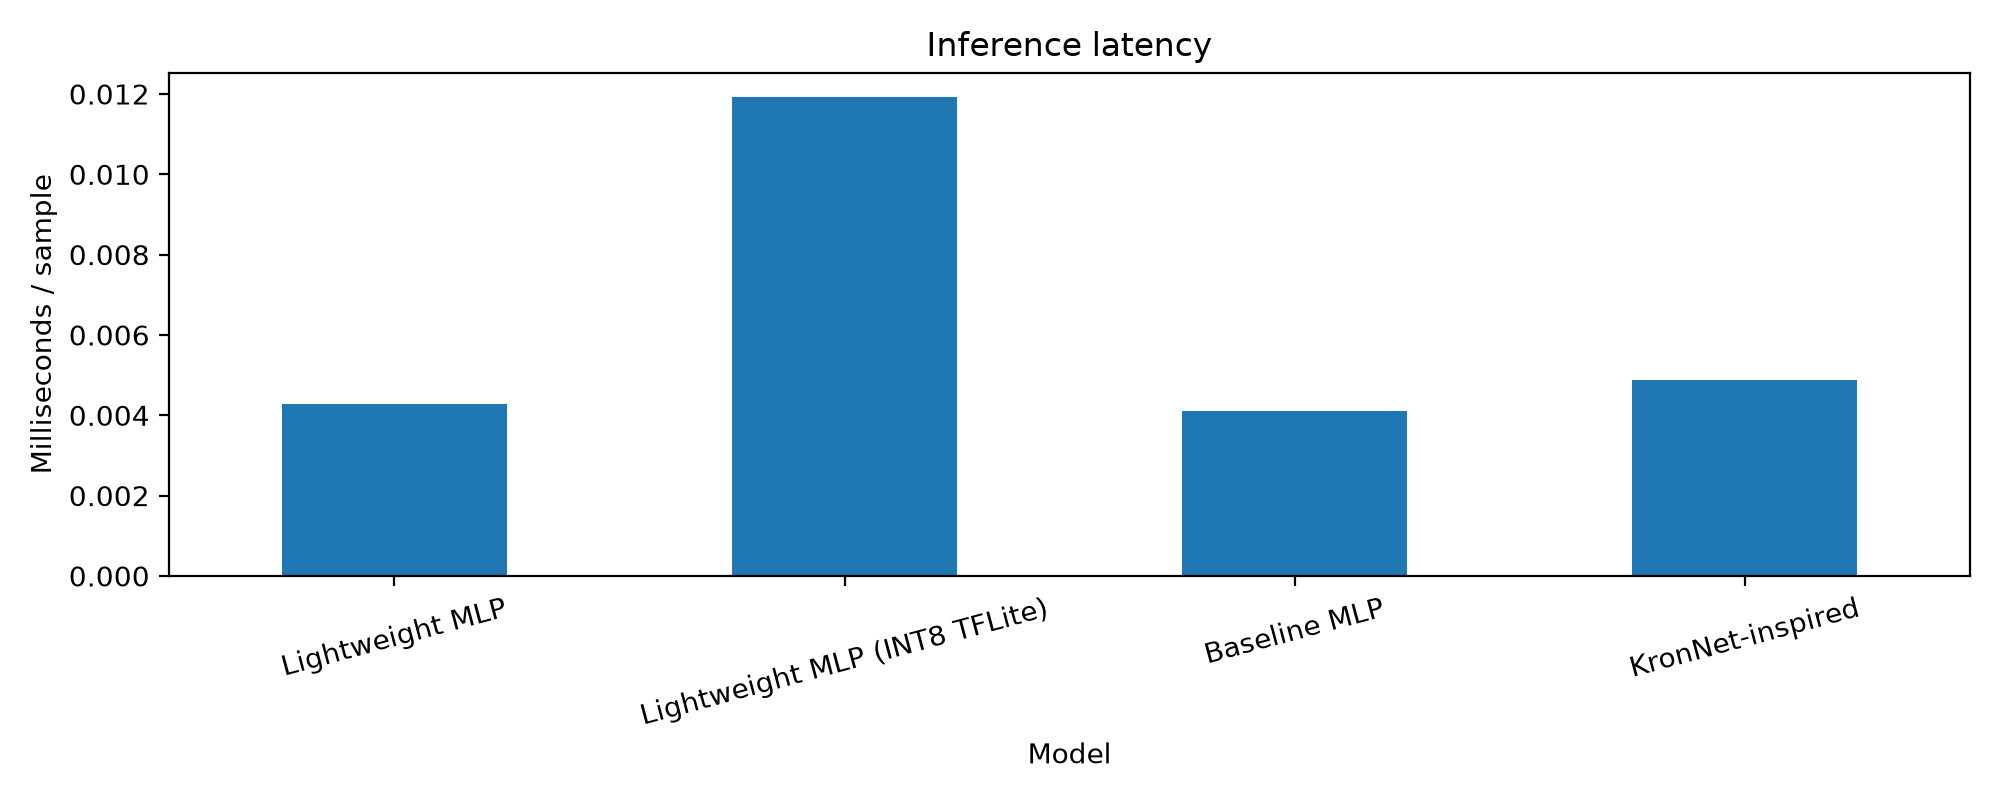 Inference latency
Milliseconds / sample
0.012
0.010
0.008
0.006
0.004
0.002
0.000
Lightweight MLP
Lightweight MLP (INT8 TFLite)
Baseline MLP
KronNet-inspired
Model